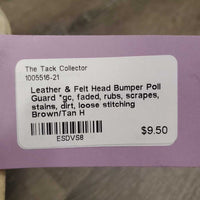 The Tack Collector
1005516-21
Leather & Felt Head Bumper Poll
Guard *gc, faded, rubs, scrapes,
stains, dirt, loose stitching
Brown/Tan H
$9.50
ESDVS8